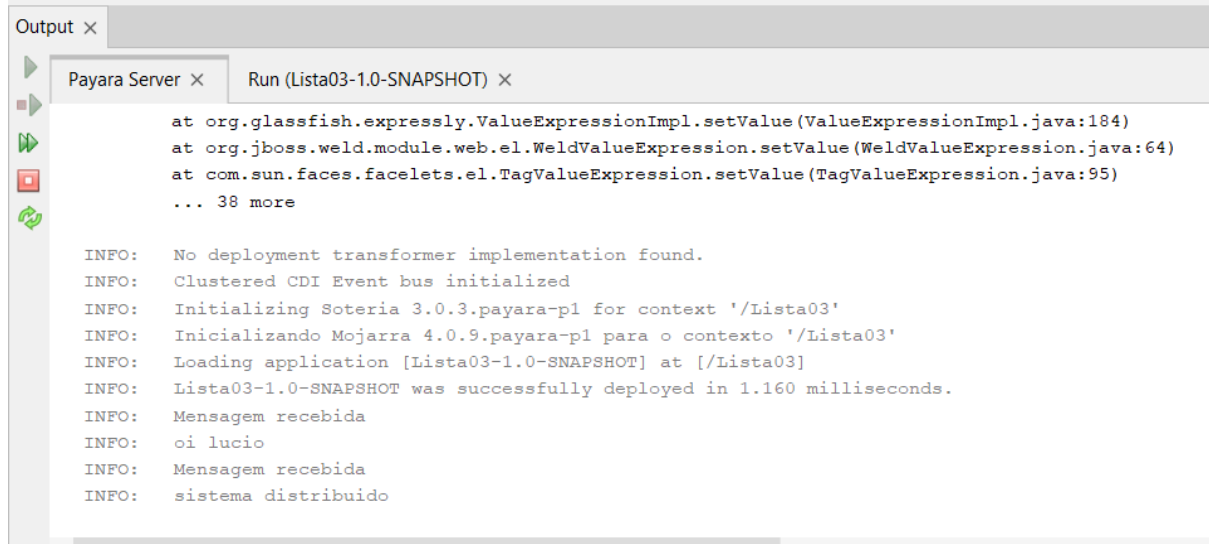 Output ×
Payara Server × Run (Lista03-1.0-SNAPSHOT) ×
at org.glassfish.expressly.ValueExpressionImpl.setValue(ValueExpressionImpl.java:184)
at org.jboss.weld.module.web.el.WeldValueExpression.setValue(WeldValueExpression.java:64)
at com.sun.faces.facelets.el.TagValueExpression.setValue(TagValueExpression.java:95)
... 38 more
INFO: No deployment transformer implementation found.
INFO: Clustered CDI Event bus initialized
INFO: Initializing Soteria 3.0.3.payara-p1 for context '/Lista03'
INFO: Inicializando Mojarra 4.0.9.payara-p1 para o contexto '/Lista03'
INFO: Loading application [Lista03-1.0-SNAPSHOT] at [/Lista03]
INFO: Lista03-1.0-SNAPSHOT was successfully deployed in 1.160 milliseconds.
INFO: Mensagem recebida
INFO: oi lucio
INFO: Mensagem recebida
INFO: sistema distribuido